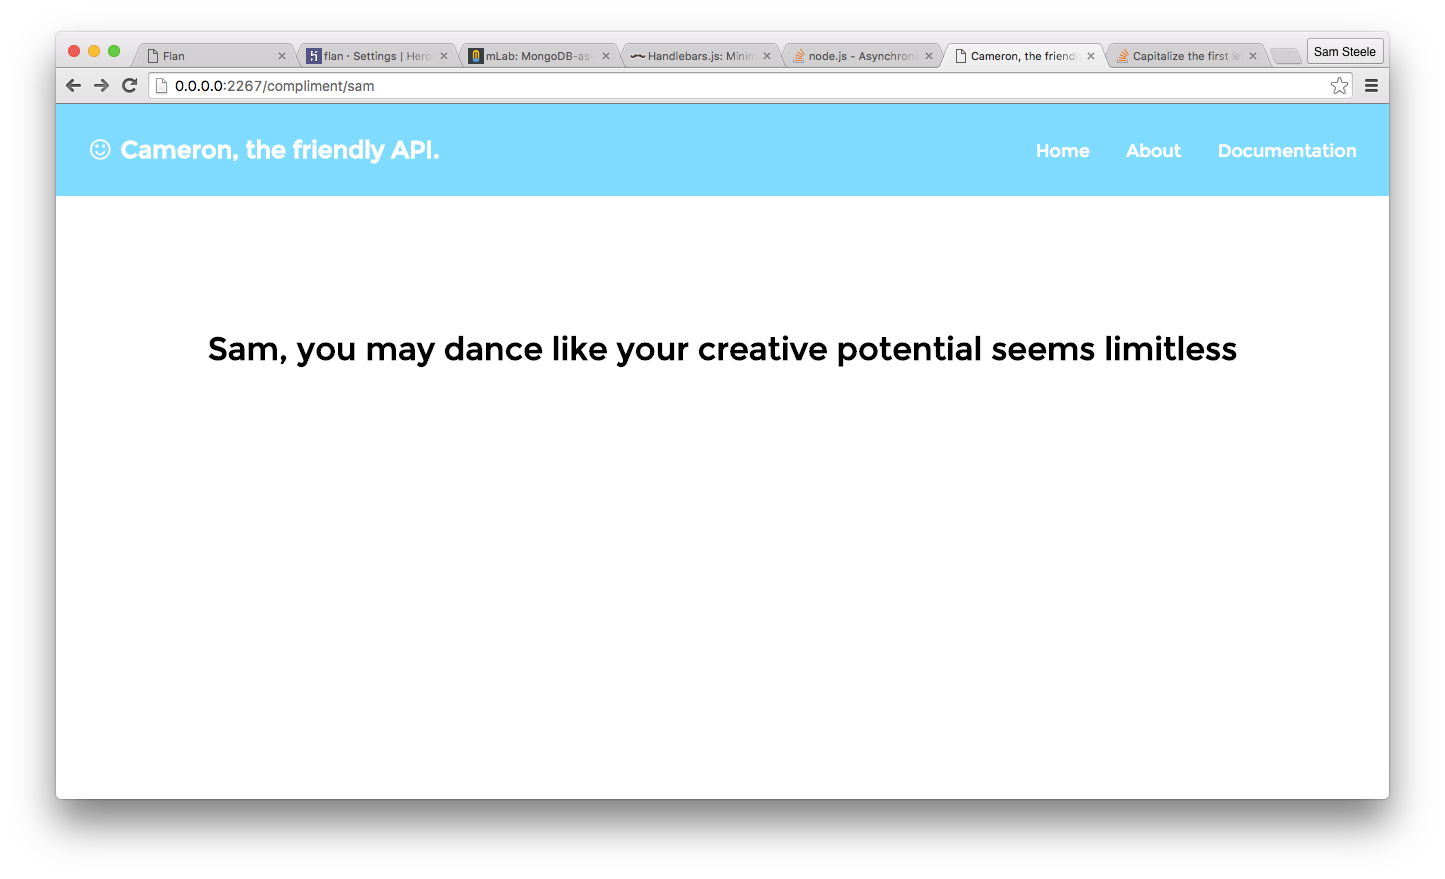 Flan
flan · Settings | Hero
mLab: MongoDB-as-
Handlebars.js: Minim
node.js - Asynchrono
Cameron, the friendl
Capitalize the first le
Sam Steele
0.0.0.0:2267/compliment/sam
Cameron, the friendly API.
Home About Documentation
Sam, you may dance like your creative potential seems limitless